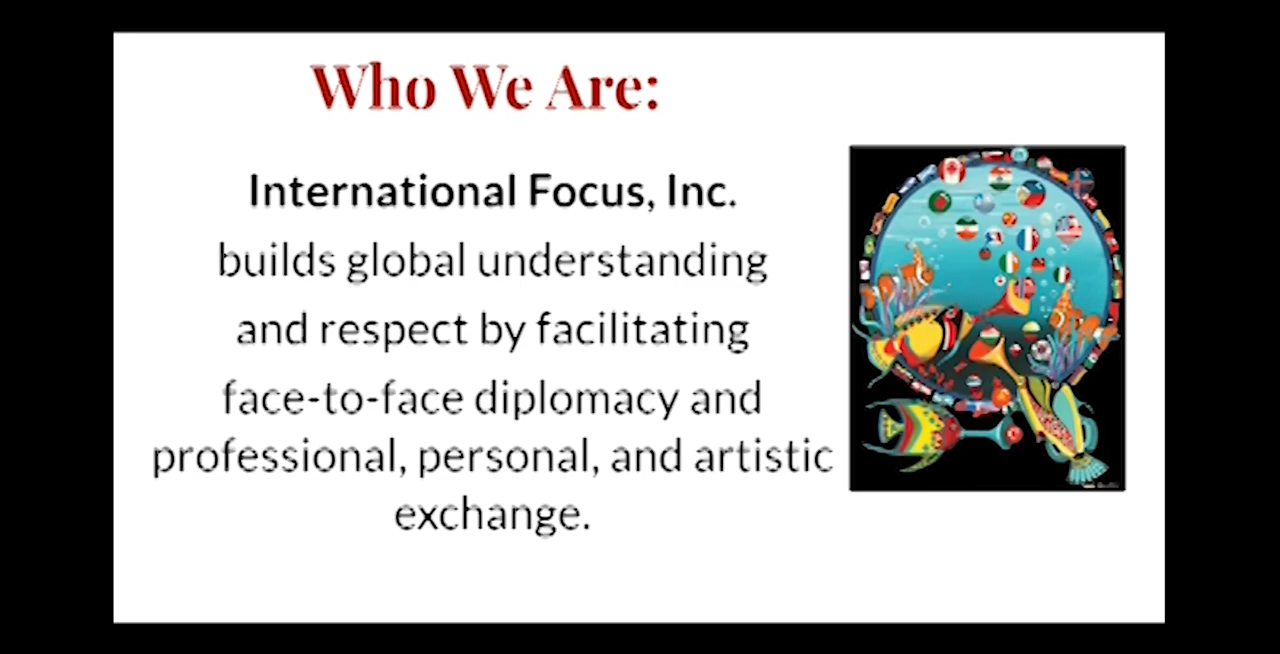 Who We Are:
International Focus, Inc.
builds global understanding
and respect by facilitating
face-to-face diplomacy and
professional, personal, and artistic
exchange.